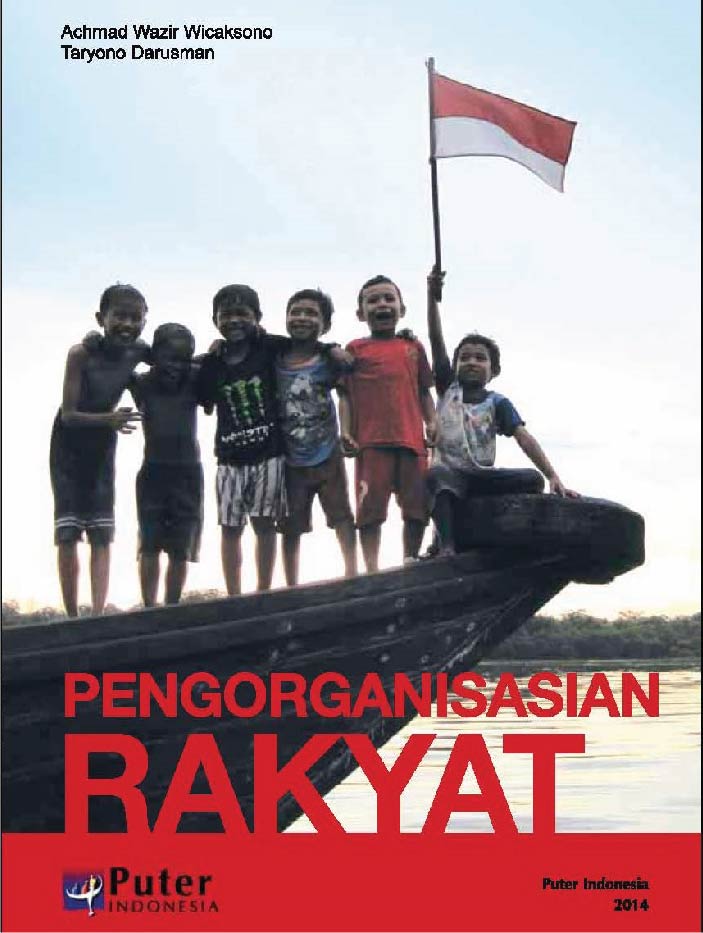 Achmad Wazir Wicaksono
Taryono Darusman
PENGORGANISASIAN
RAKYAT
Puter
INDONESIA
Puter Indonesia
2014